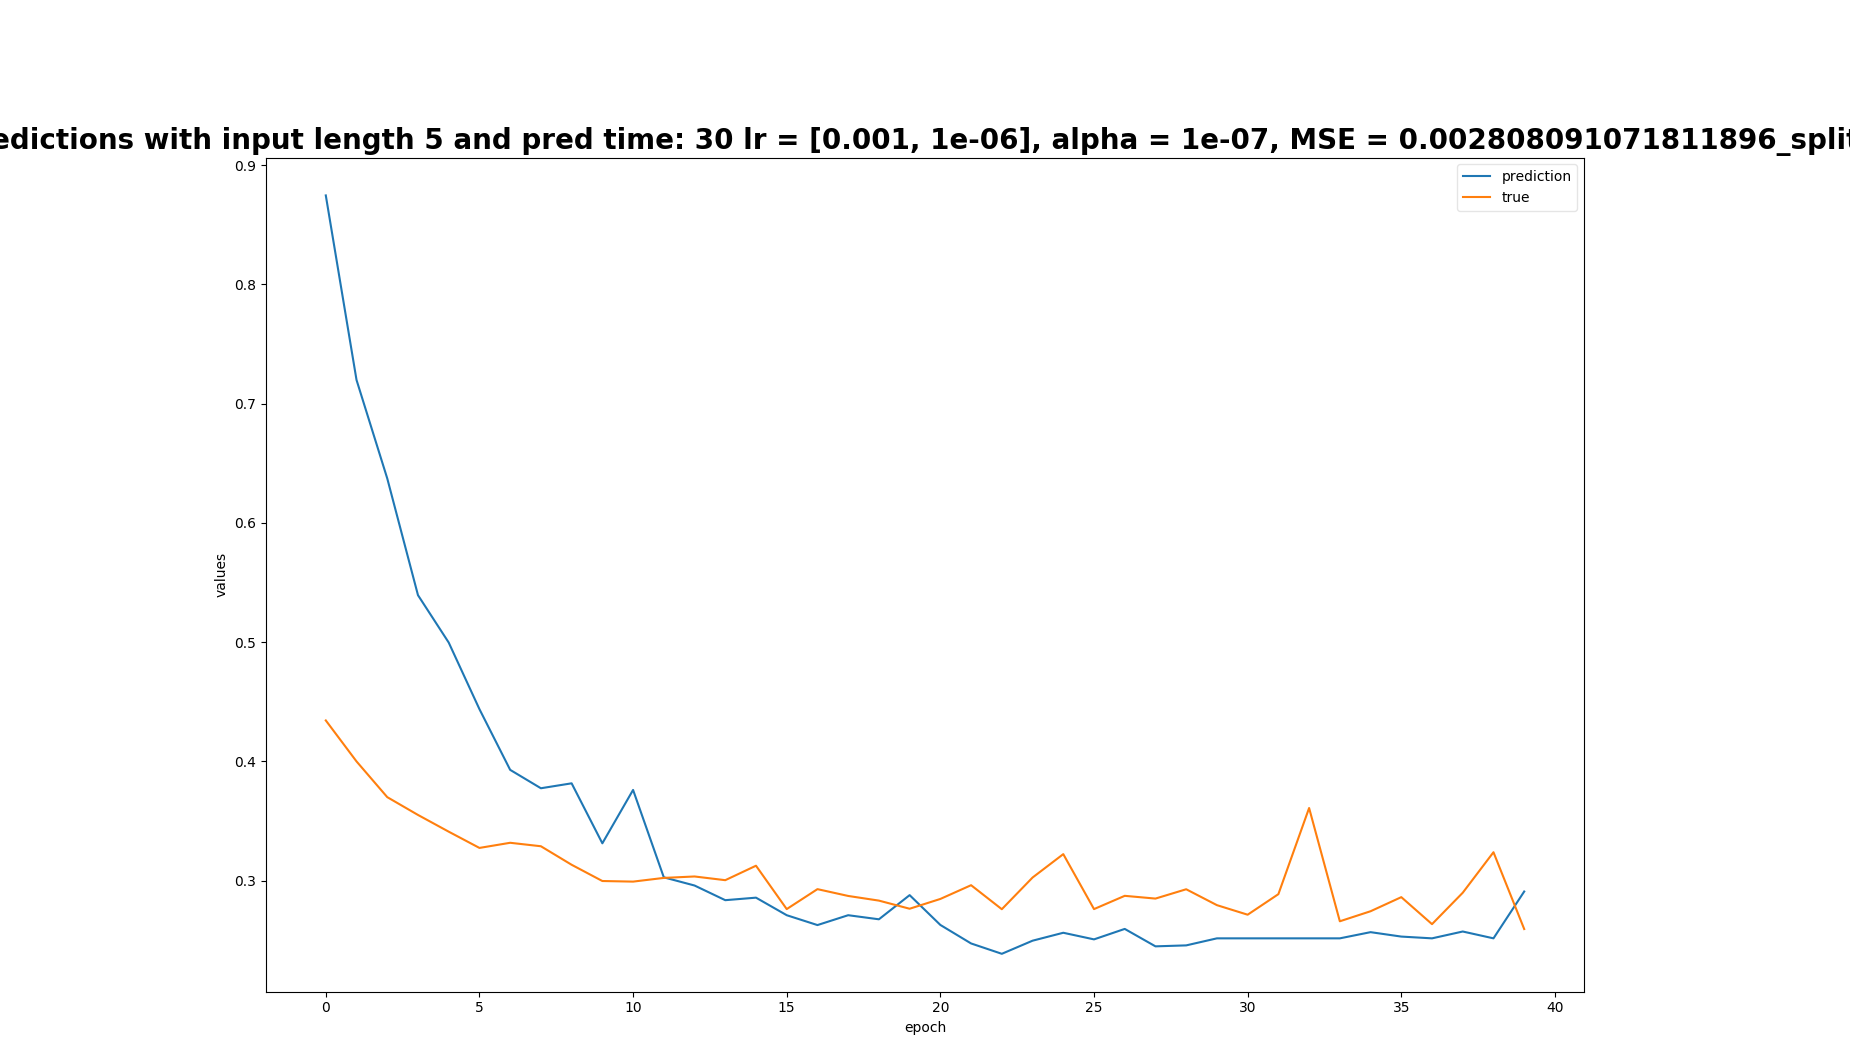 edictions with input length 5 and pred time: 30 lr = [0.001, 1e-06], alpha = 1e-07, MSE = 0.002808091071811896_split
prediction
true
0.9
0.8
0.7
0.6
0.5
0.4
0.3
values
0 5 10 15 20 25 30 35 40
epoch